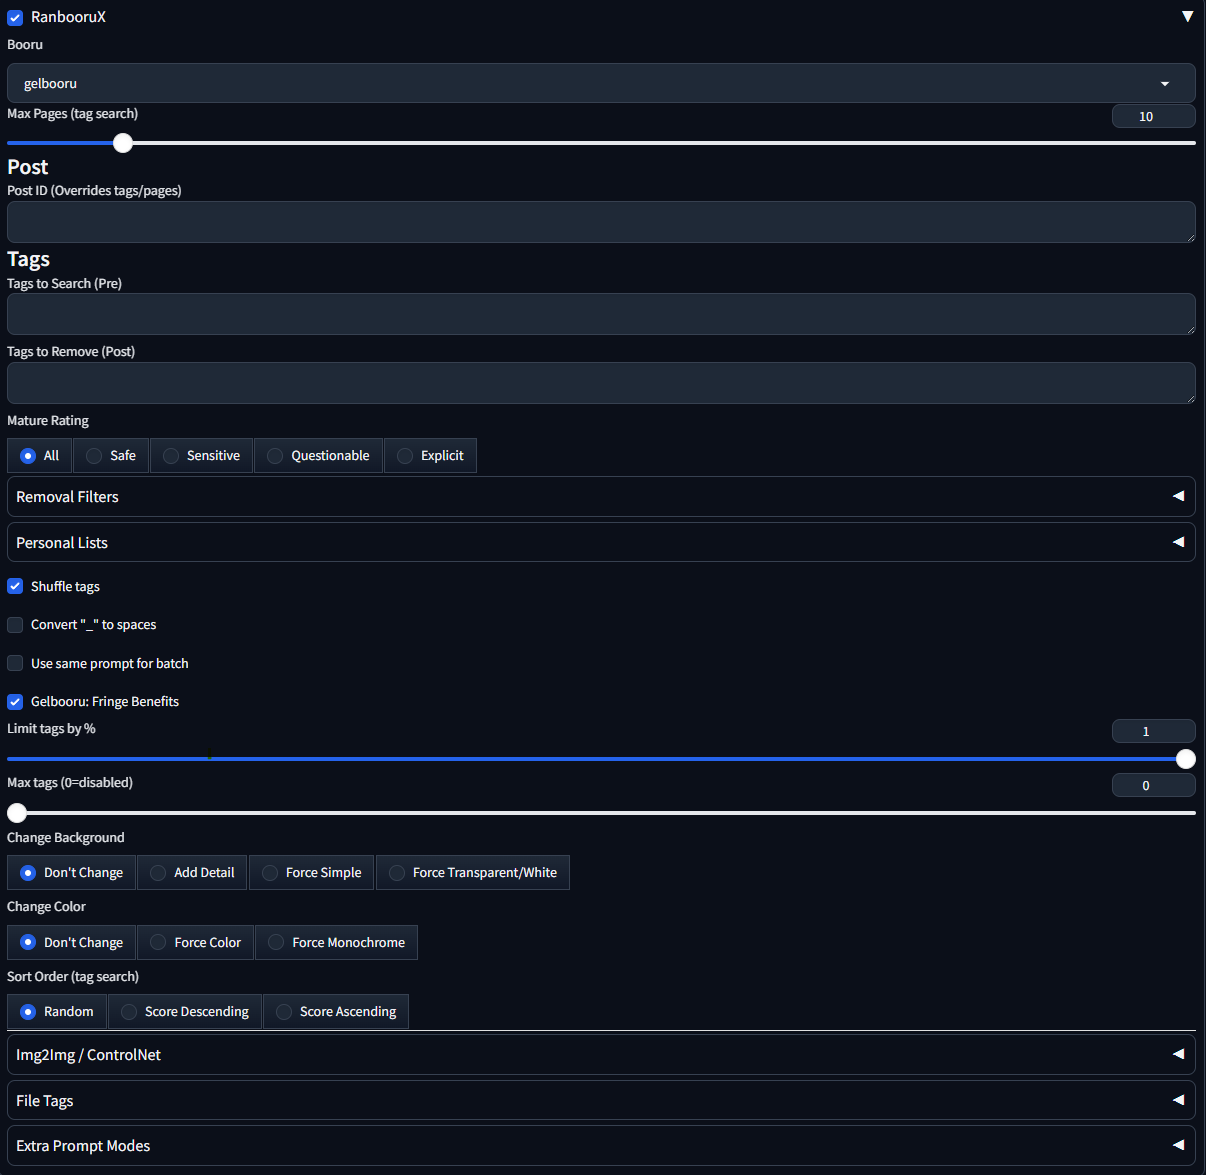 RanbooruX
Booru
gelbooru
Max Pages (tag search)
10
Post
Post ID (Overrides tags/pages)
Tags
Tags to Search (Pre)
Tags to Remove (Post)
Mature Rating
All Safe Sensitive Questionable Explicit
Removal Filters
Personal Lists
Shuffle tags
Convert "_" to spaces
Use same prompt for batch
Gelbooru: Fringe Benefits
Limit tags by %
1
Max tags (0=disabled)
0
Change Background
Don't Change Add Detail Force Simple Force Transparent/White
Change Color
Don't Change Force Color Force Monochrome
Sort Order (tag search)
Random Score Descending Score Ascending
Img2Img / ControlNet
File Tags
Extra Prompt Modes